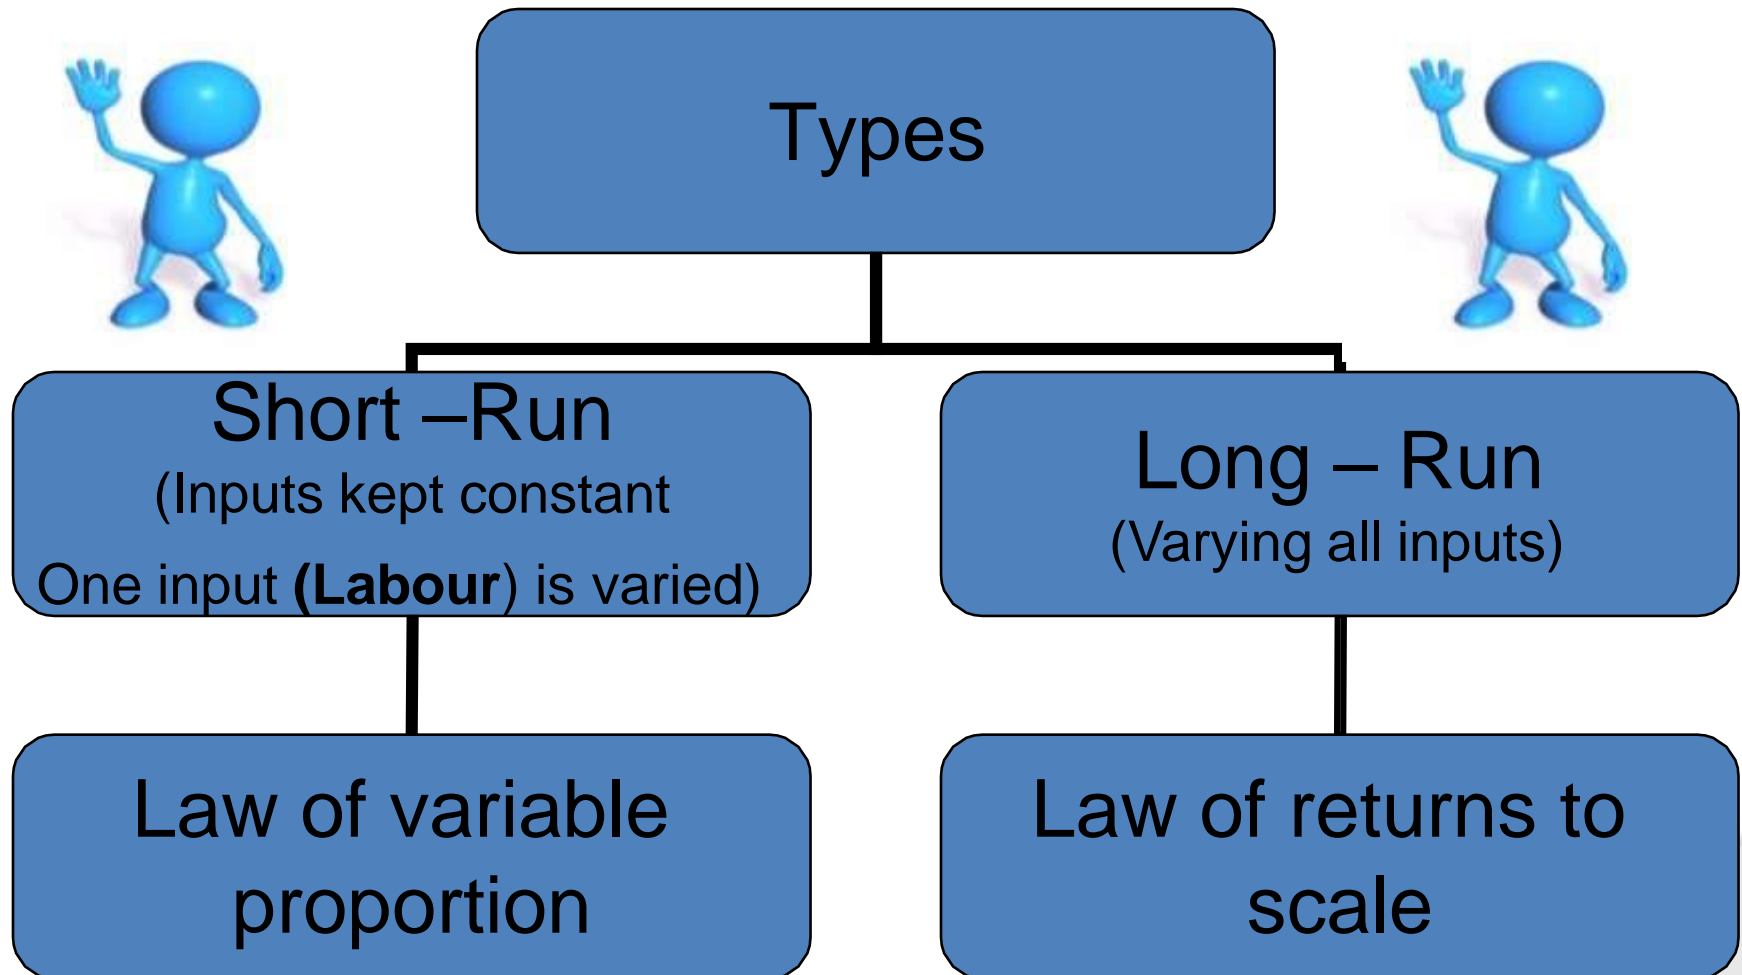 Types
Short –Run
(Inputs kept constant
One input (Labour) is varied)
Long – Run
(Varying all inputs)
Law of variable
proportion
Law of returns to
scale